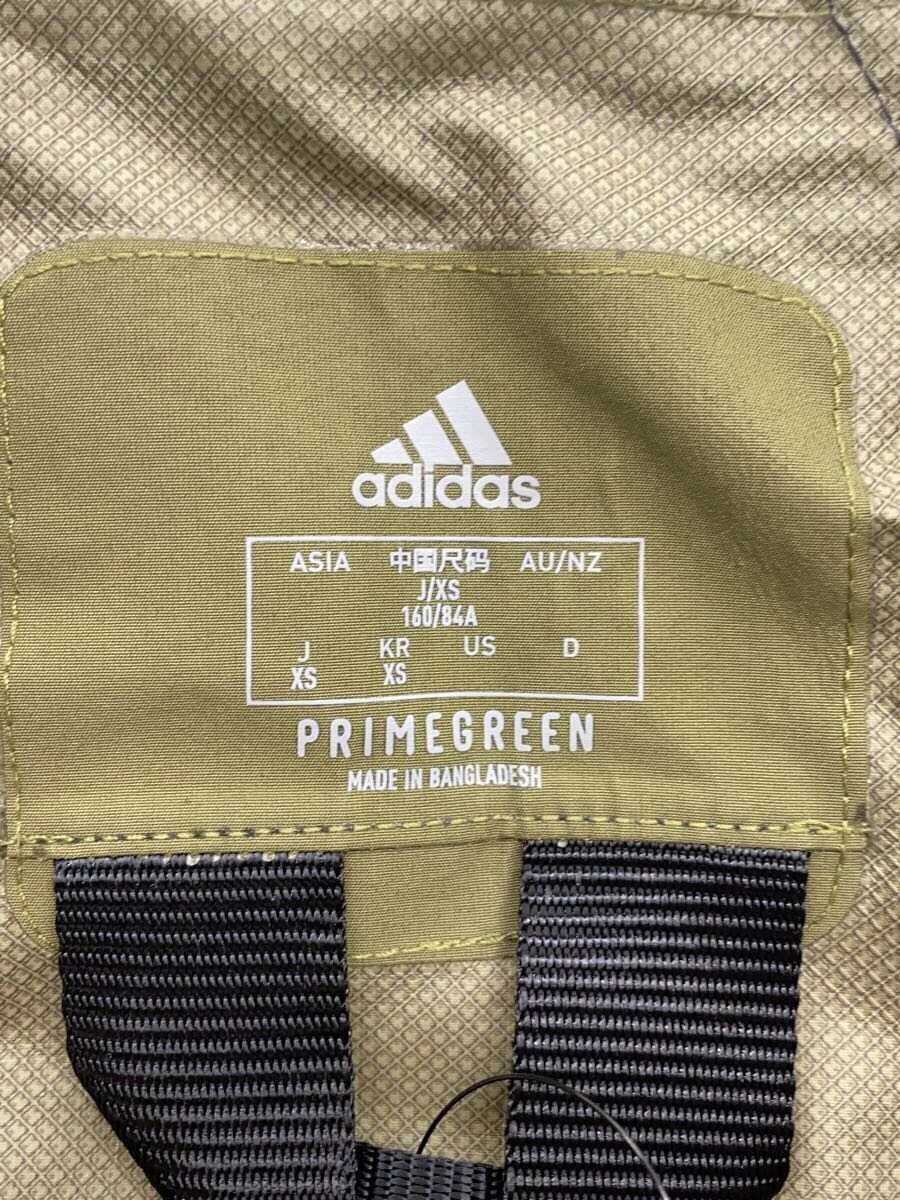 adidas
ASIA 中国尺码 AU/NZ
J/XS
160/84A
J KR US D
XS XS
PRIMEGREEN
MADE IN BANGLADESH